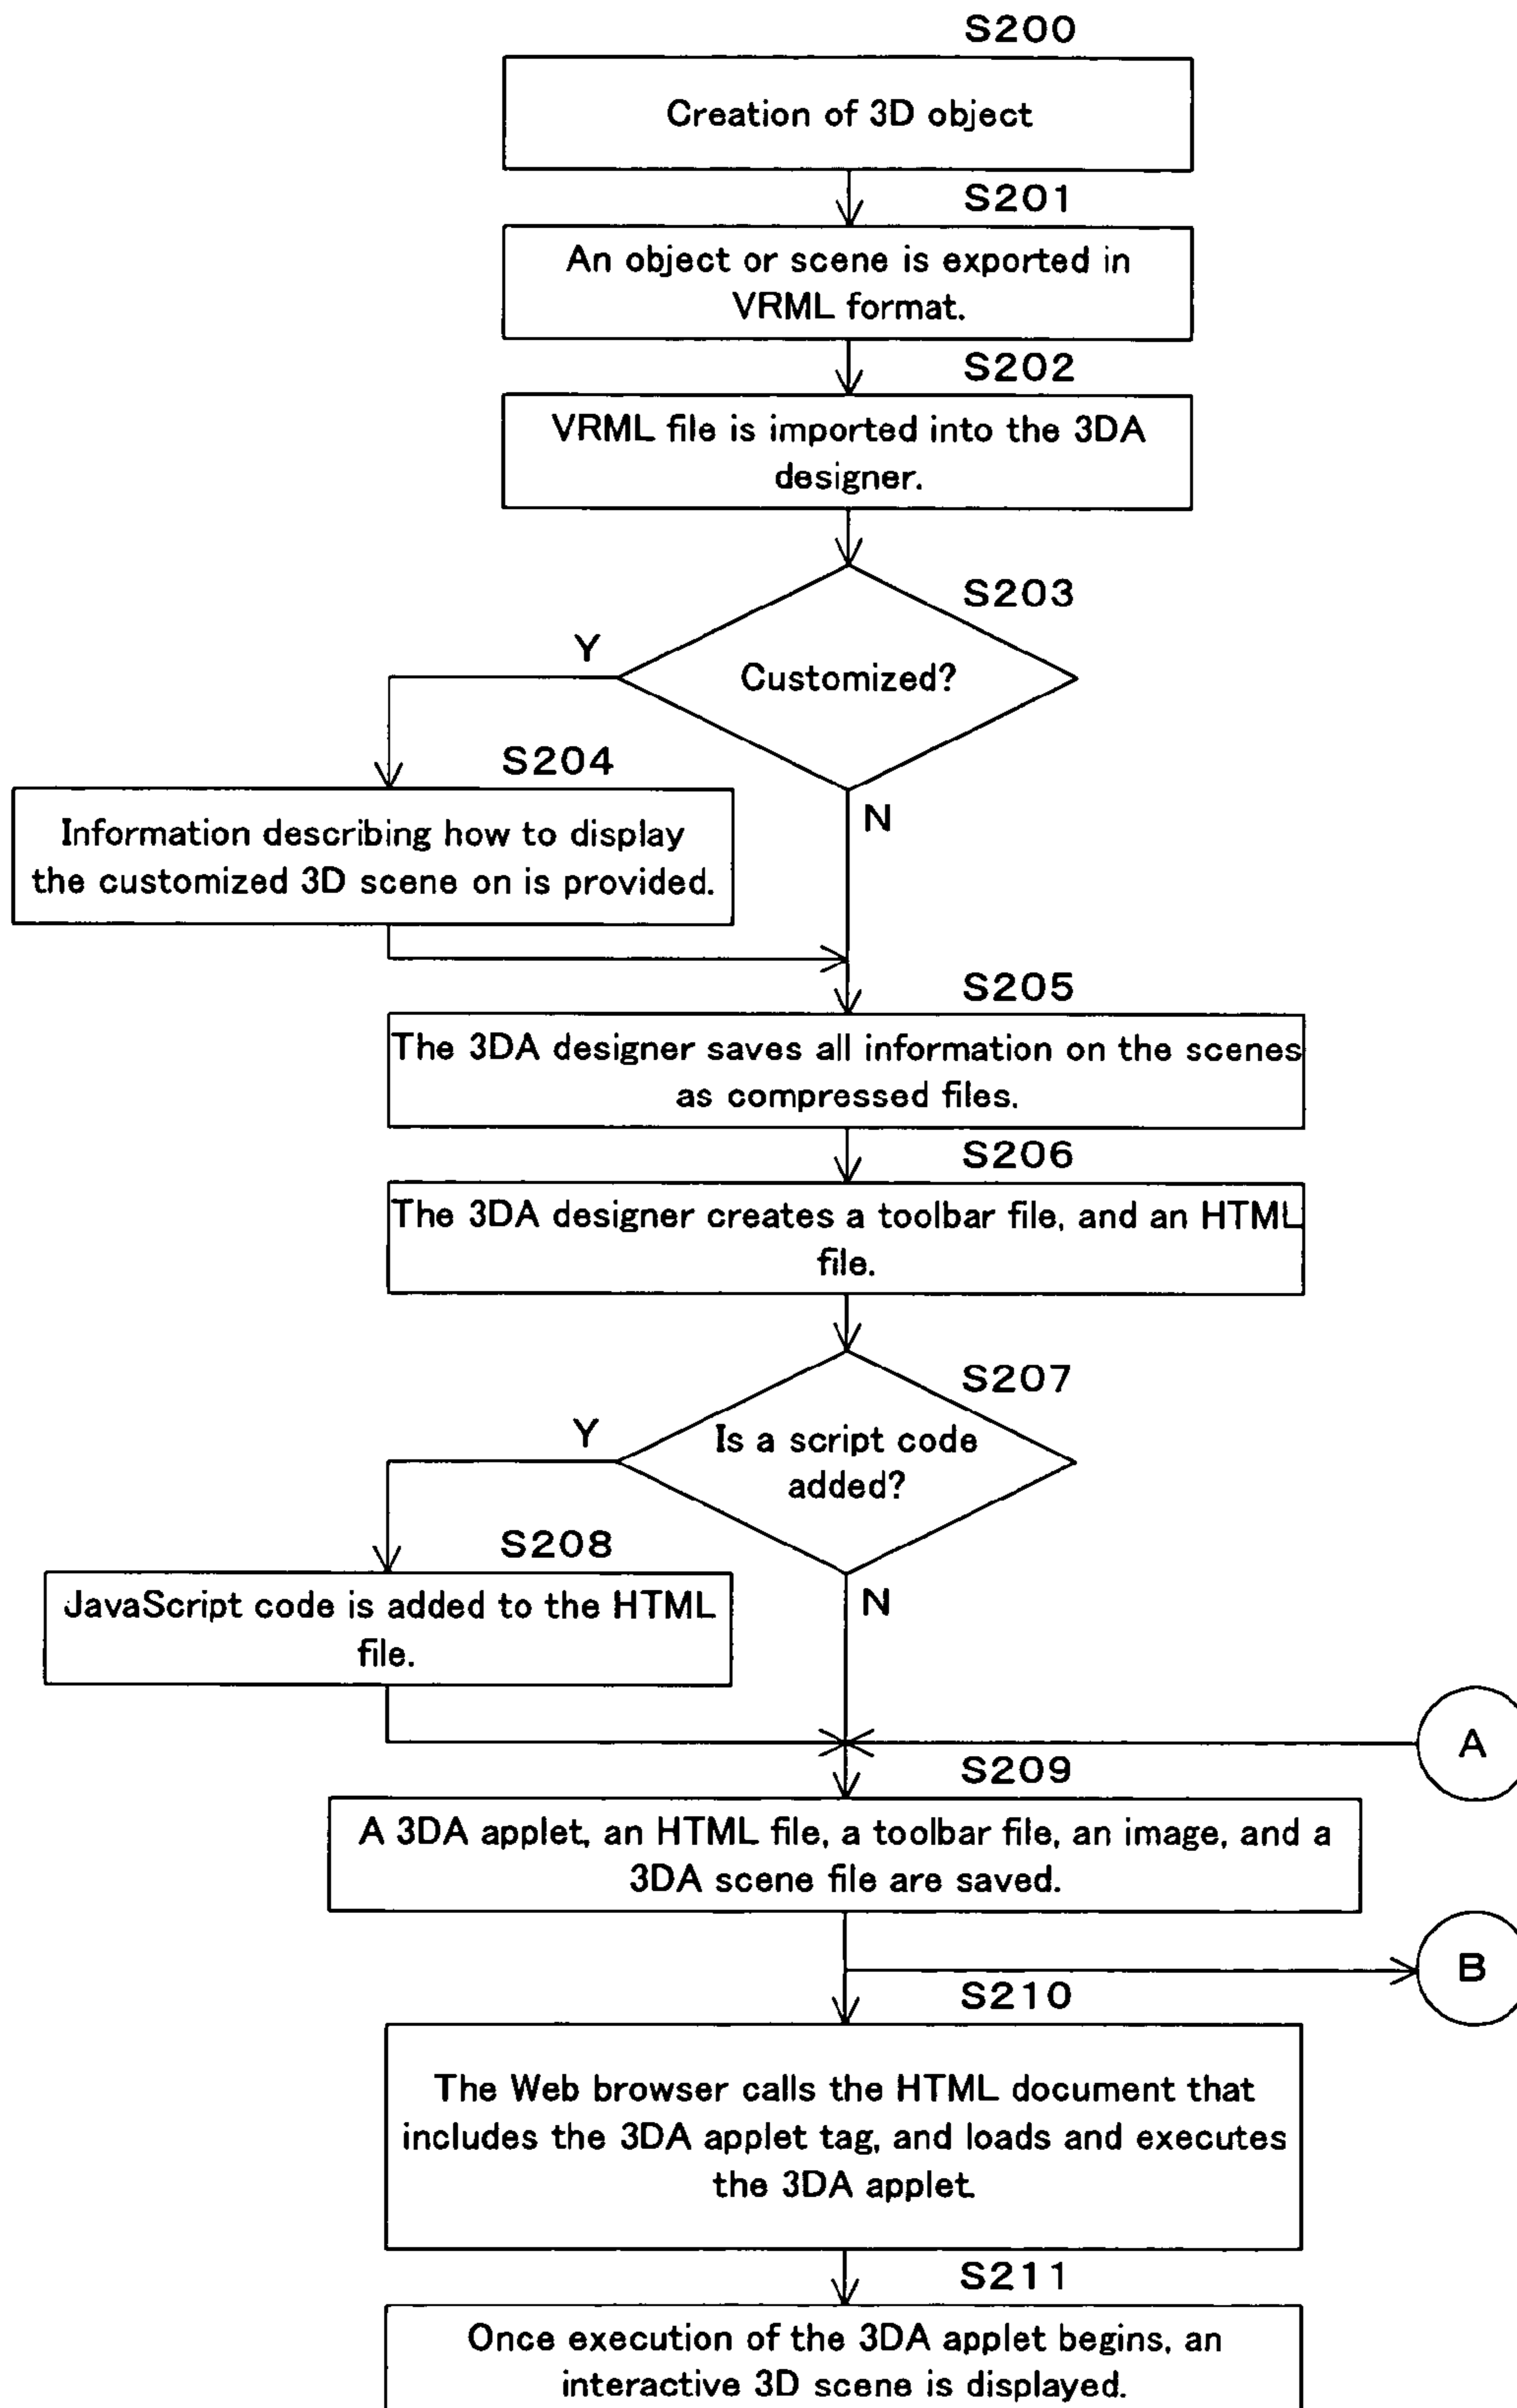 S200
Creation of 3D object
S201
An object or scene is exported in
VRML format.
S202
VRML file is imported into the 3DA
designer.
S203
Y
Customized?
S204
N
Information describing how to display
the customized 3D scene on is provided.
S205
The 3DA designer saves all information on the scenes
as compressed files.
S206
The 3DA designer creates a toolbar file, and an HTML
file.
S207
Y
Is a script code
added?
S208
N
JavaScript code is added to the HTML
file.
A
S209
A 3DA applet, an HTML file, a toolbar file, an image, and a
3DA scene file are saved.
B
S210
The Web browser calls the HTML document that
includes the 3DA applet tag, and loads and executes
the 3DA applet.
S211
Once execution of the 3DA applet begins, an
interactive 3D scene is displayed.